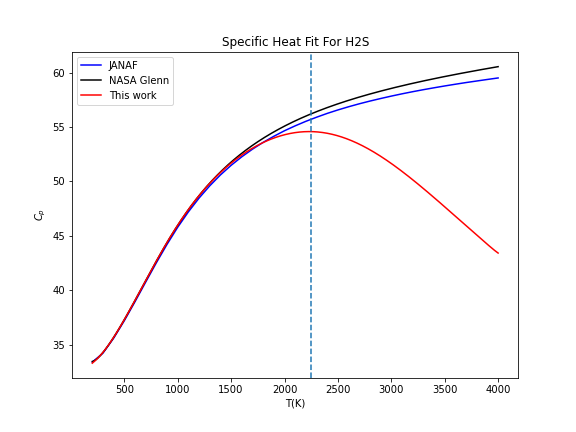 Specific Heat Fit For H2S
JANAF
NASA Glenn
This work
60
55
50
45
40
35
Cp
500 1000 1500 2000 2500 3000 3500 4000
T(K)